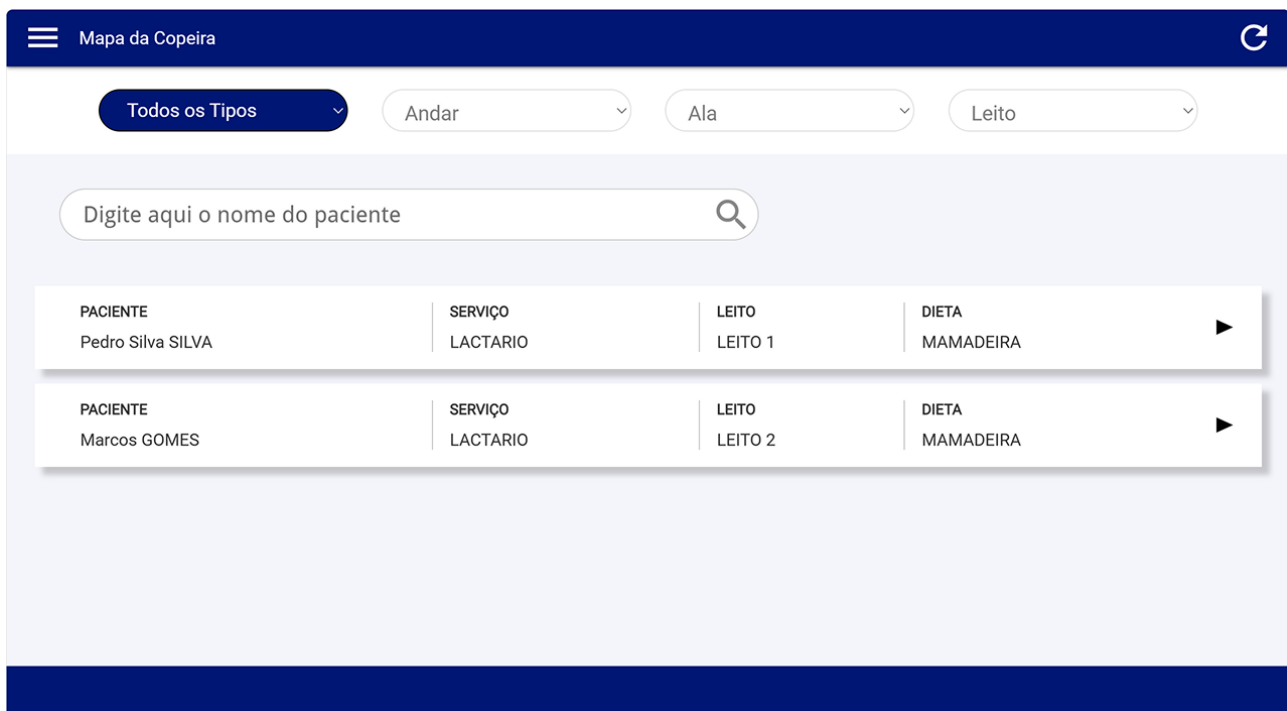 Mapa da Copeira
Todos os Tipos Andar Ala Leito
Digite aqui o nome do paciente
PACIENTE SERVIÇO LEITO DIETA
Pedro Silva SILVA LACTARIO LEITO 1 MAMADEIRA
PACIENTE SERVIÇO LEITO DIETA
Marcos GOMES LACTARIO LEITO 2 MAMADEIRA